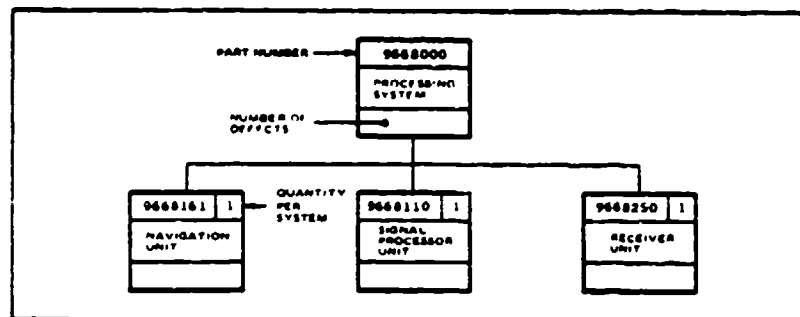 PART NUMBER
9668000
PROCESSING
SYSTEM
NUMBER OF
DEFECTS
9668161 1
NAVIGATION
UNIT
QUANTITY
PER
SYSTEM
9668110 1
SIGNAL
PROCESSOR
UNIT
9668250 1
RECEIVER
UNIT